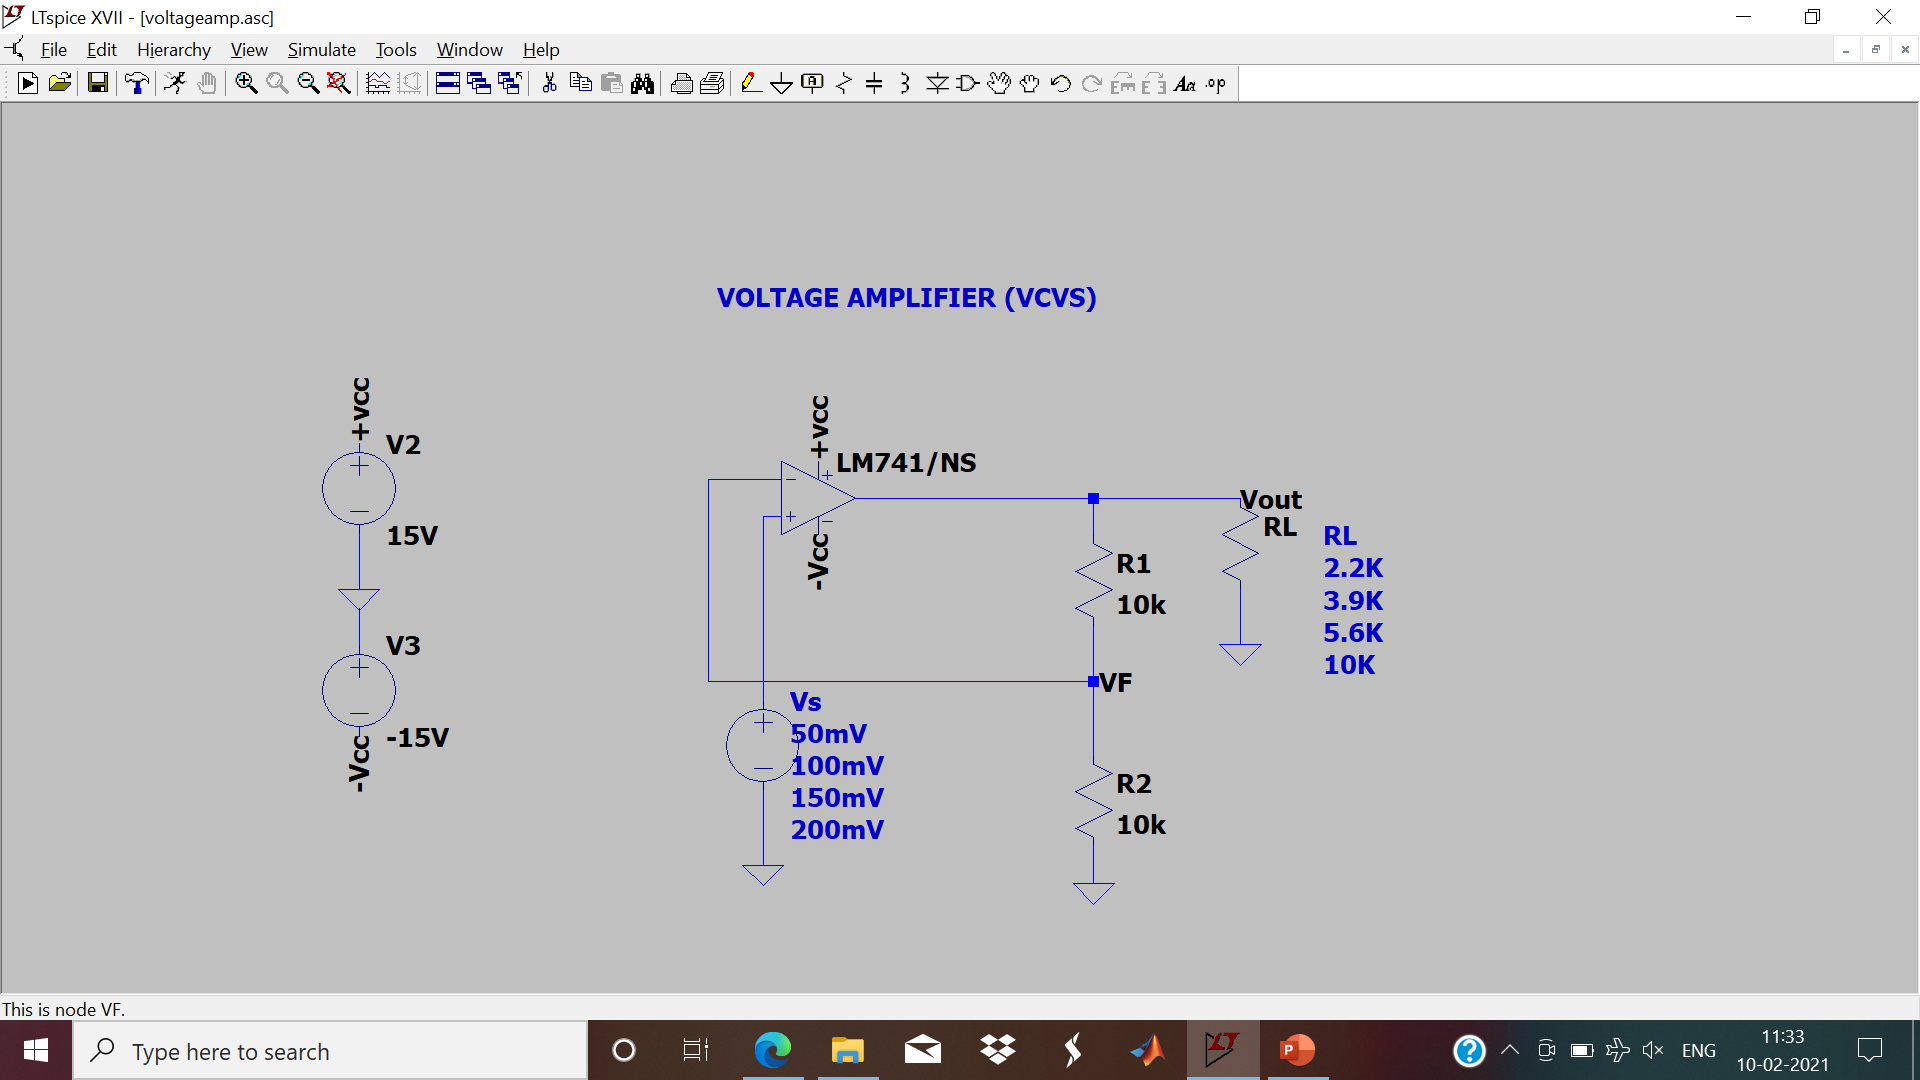 LTspice XVII - [voltageamp.asc]
File Edit Hierarchy View Simulate Tools Window Help
VOLTAGE AMPLIFIER (VCVS)
+vcc
V2
15V
V3
-15V
-Vcc
+vcc
LM741/NS
-Vcc
Vout
RL
RL
2.2K
3.9K
5.6K
10K
R1
10k
VF
Vs
50mV
100mV
150mV
200mV
R2
10k
This is node VF.
Type here to search
ENG
11:33
10-02-2021